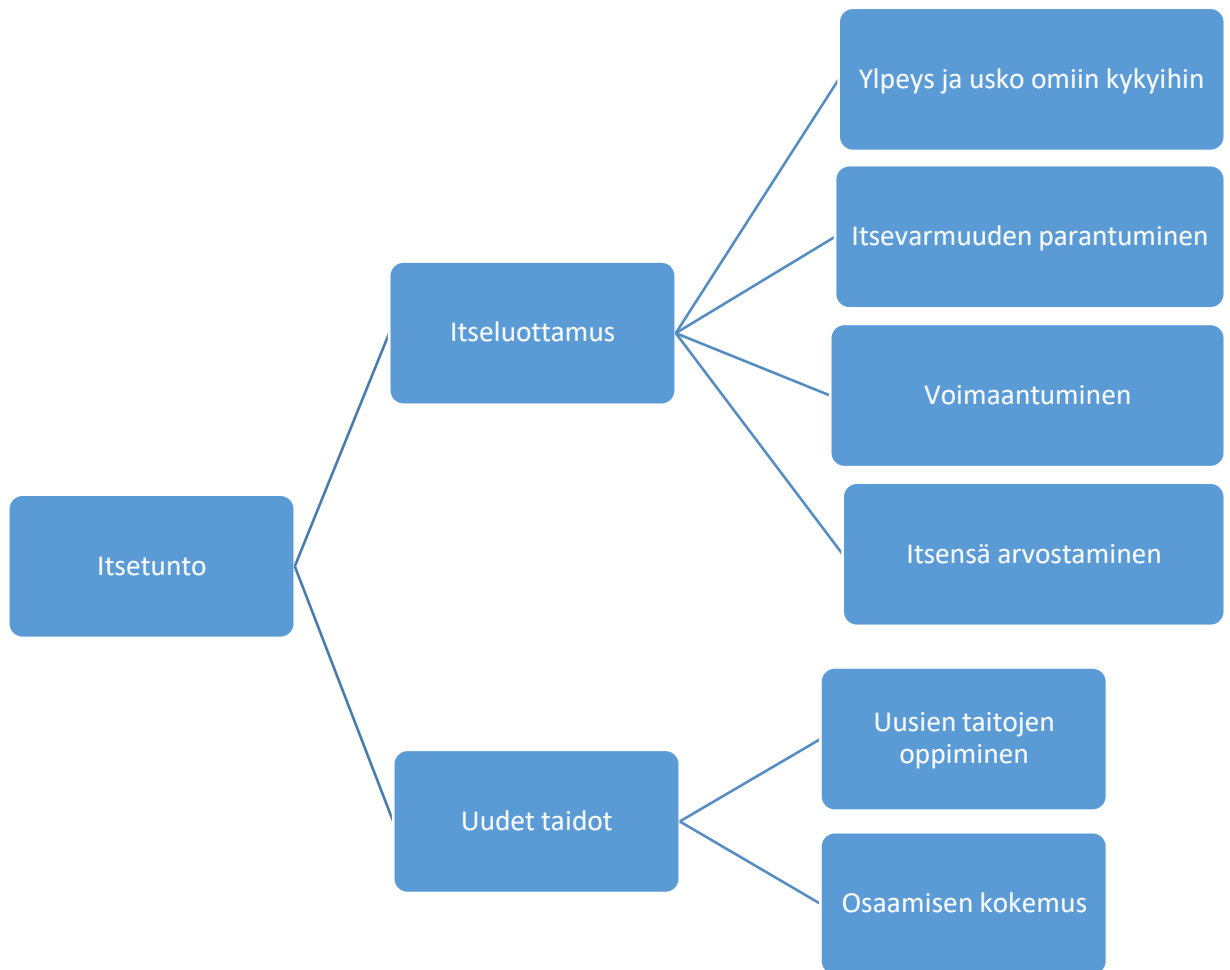 Ylpeys ja usko omiin kykyihin
Itsevarmuuden parantuminen
Itseluottamus
Voimaantuminen
Itsensä arvostaminen
Itsetunto
Uusien taitojen
oppiminen
Uudet taidot
Osaamisen kokemus